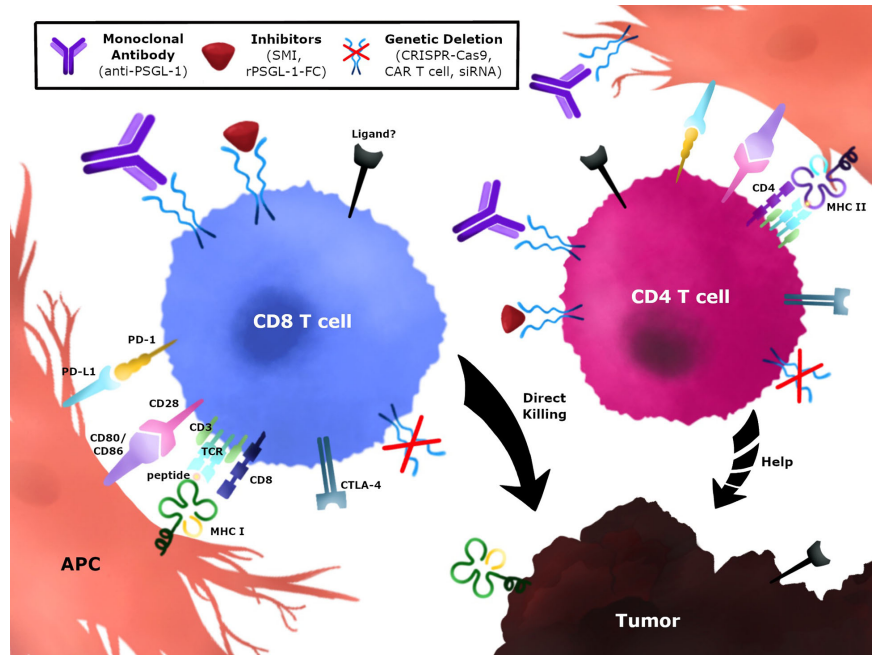 Monoclonal
Antibody
(anti-PSGL-1)
Inhibitors
(SMI,
rPSGL-1-FC)
Genetic Deletion
(CRISPR-Cas9,
CAR T cell, siRNA)
Ligand?
CD4
MHC II
CD8 T cell
CD4 T cell
PD-1
PD-L1
CD28
CD80/
CD86
CD3
TCR
peptide
CD8
CTLA-4
MHC I
APC
Direct
Killing
Help
Tumor